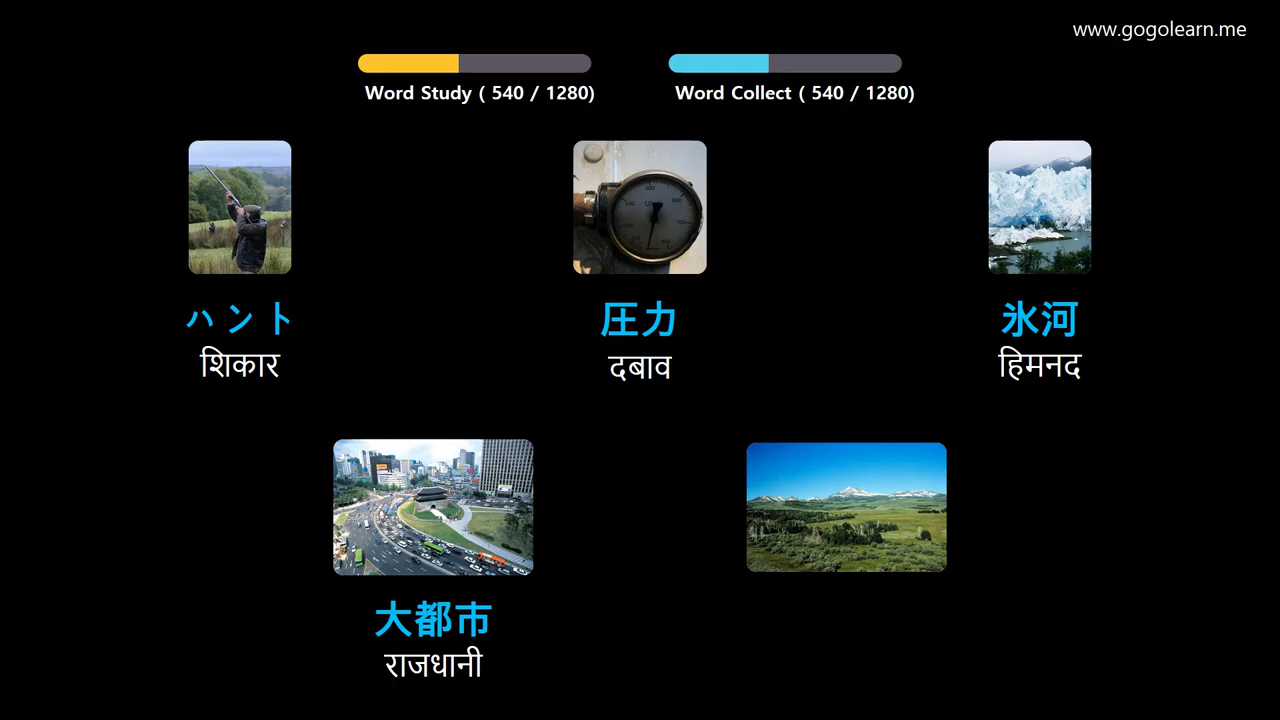 www.gogolearn.me
Word Study ( 540 / 1280)
Word Collect ( 540 / 1280)
ハント
शिकार
圧力
दबाव
氷河
हिमनद
大都市
राजधानी